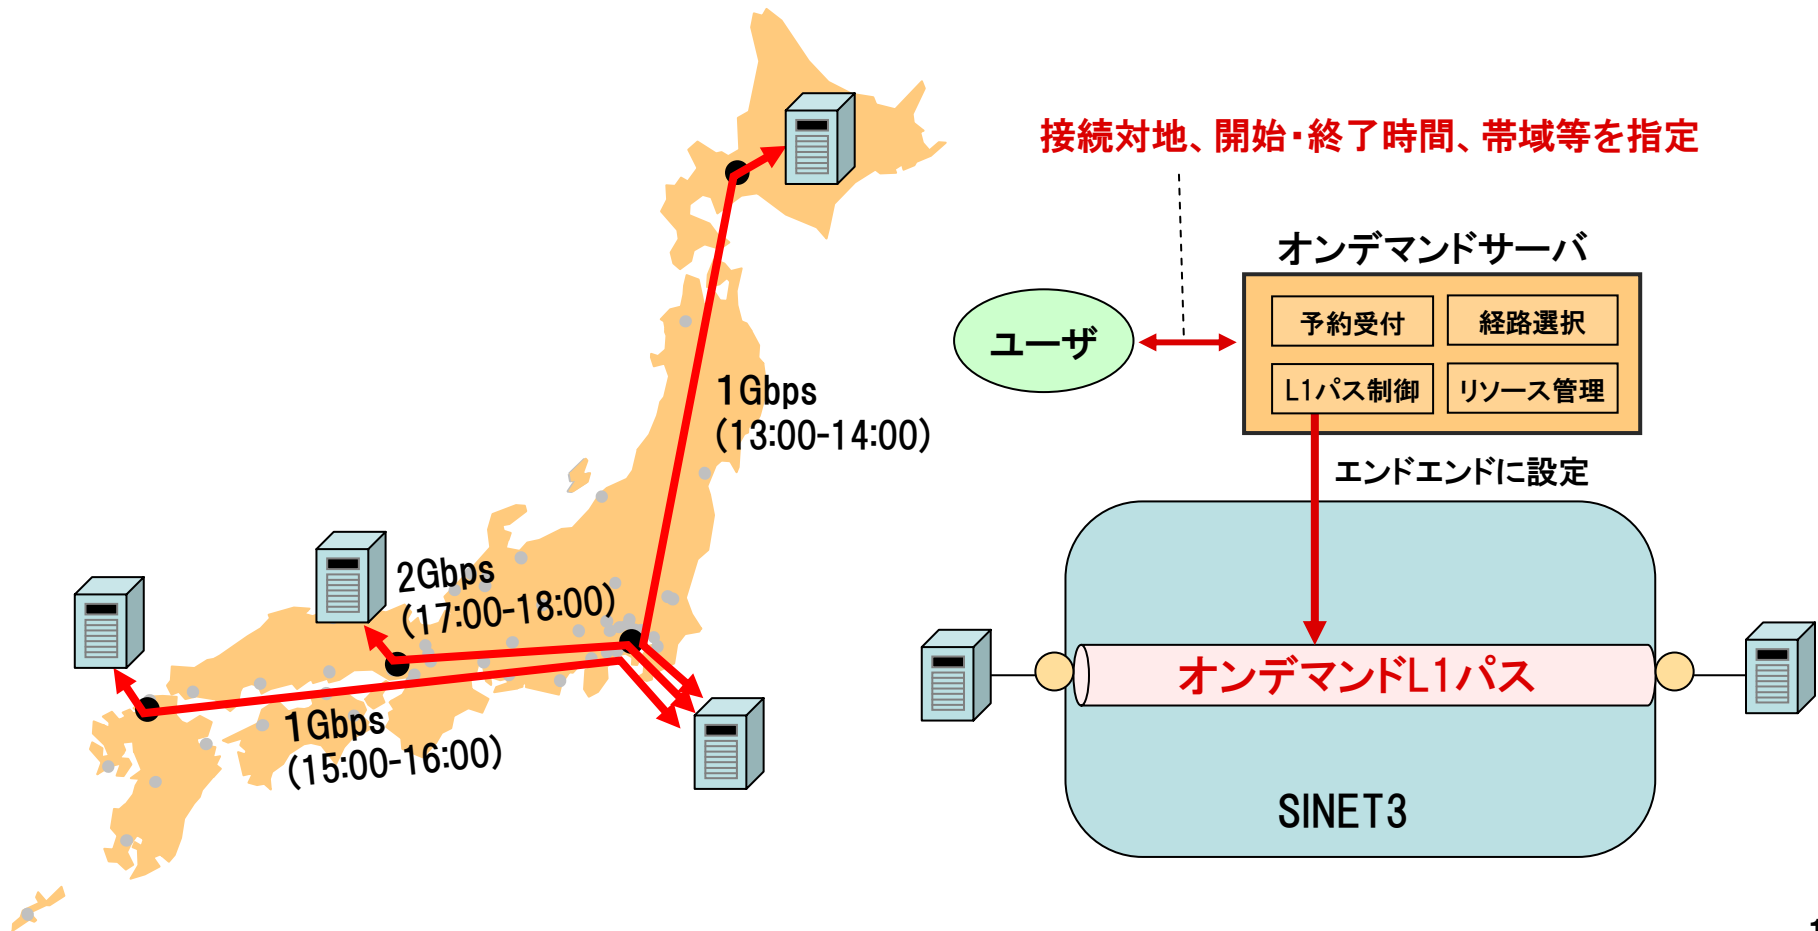 接続対地、開始・終了時間、帯域等を指定
オンデマンドサーバ
予約受付
経路選択
ユーザ
L1パス制御
リソース管理
1Gbps
(13:00-14:00)
エンドエンドに設定
2Gbps
(17:00-18:00)
オンデマンドL1パス
1Gbps
(15:00-16:00)
SINET3